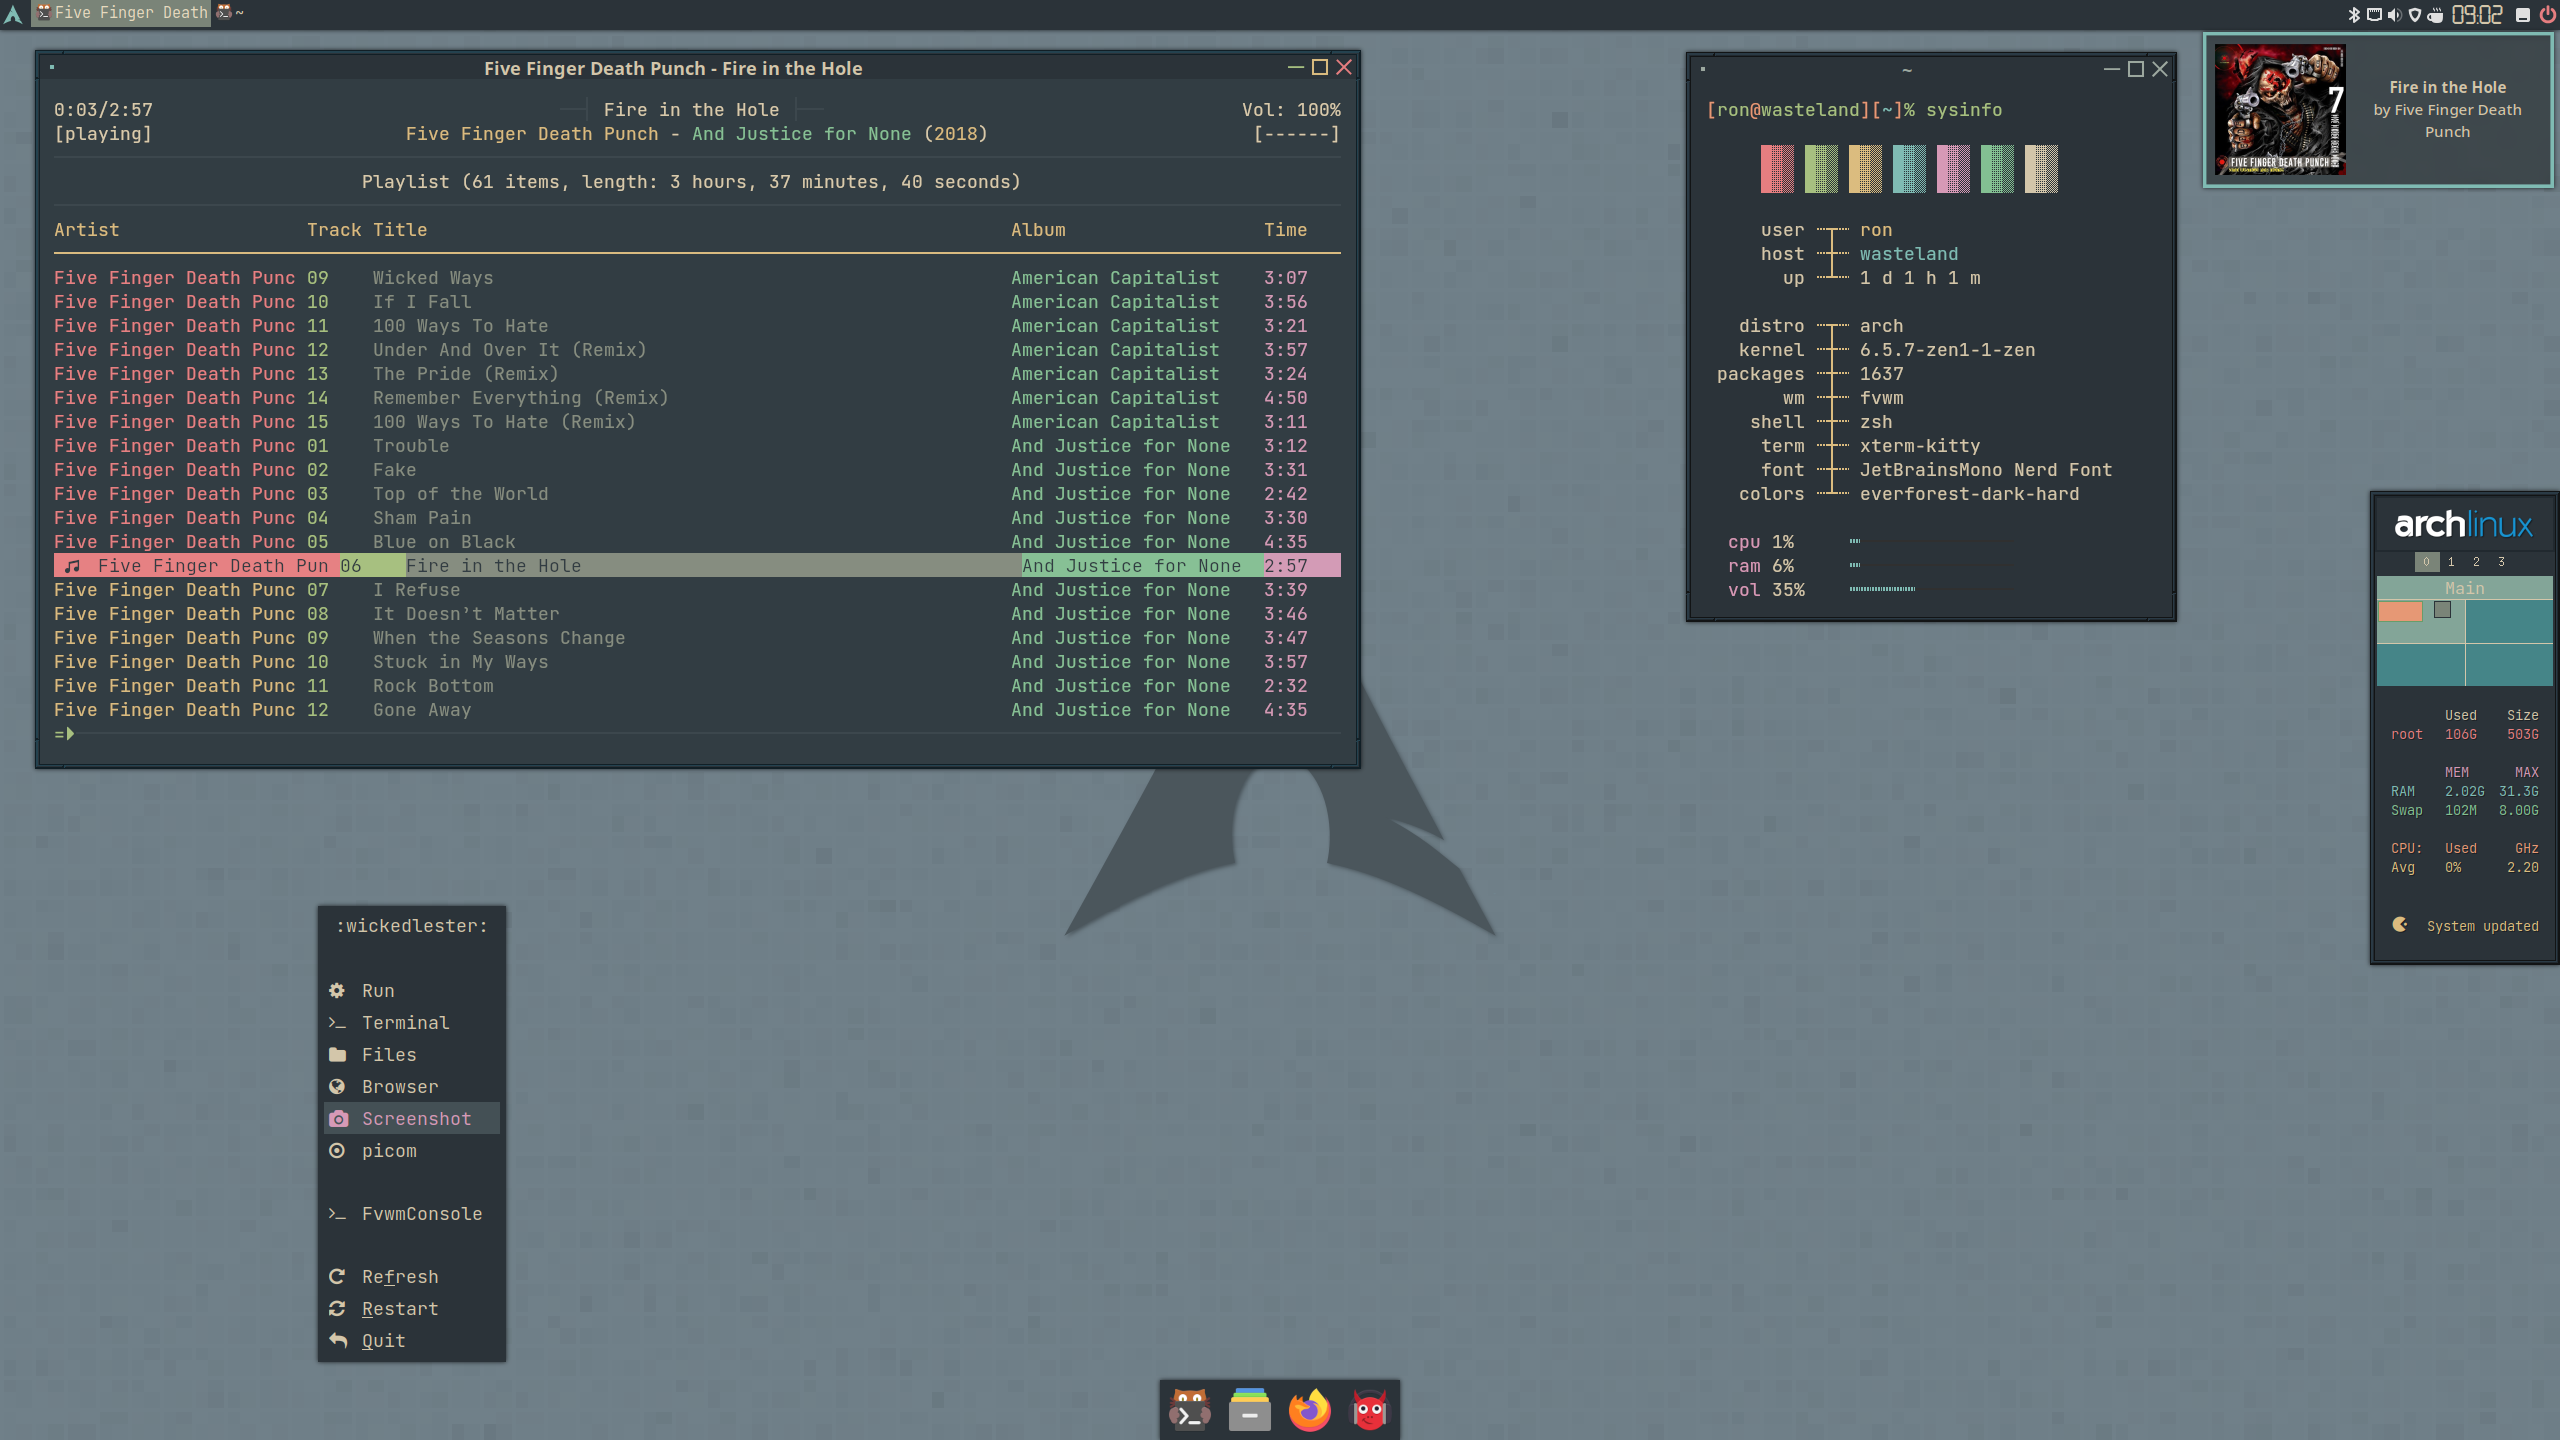 Five Finger Death
~
09:02
Five Finger Death Punch - Fire in the Hole
0:03/2:57 Fire in the Hole Vol: 100%
[playing] Five Finger Death Punch - And Justice for None (2018) [------]
Playlist (61 items, length: 3 hours, 37 minutes, 40 seconds)
Artist Track Title Album Time
Five Finger Death Punc 09 Wicked Ways American Capitalist 3:07
Five Finger Death Punc 10 If I Fall American Capitalist 3:56
Five Finger Death Punc 11 100 Ways To Hate American Capitalist 3:21
Five Finger Death Punc 12 Under And Over It (Remix) American Capitalist 3:57
Five Finger Death Punc 13 The Pride (Remix) American Capitalist 3:24
Five Finger Death Punc 14 Remember Everything (Remix) American Capitalist 4:50
Five Finger Death Punc 15 100 Ways To Hate (Remix) American Capitalist 3:11
Five Finger Death Punc 01 Trouble And Justice for None 3:12
Five Finger Death Punc 02 Fake And Justice for None 3:31
Five Finger Death Punc 03 Top of the World And Justice for None 2:42
Five Finger Death Punc 04 Sham Pain And Justice for None 3:30
Five Finger Death Punc 05 Blue on Black And Justice for None 4:35
Five Finger Death Pun 06 Fire in the Hole And Justice for None 2:57
Five Finger Death Punc 07 I Refuse And Justice for None 3:39
Five Finger Death Punc 08 It Doesn't Matter And Justice for None 3:46
Five Finger Death Punc 09 When the Seasons Change And Justice for None 3:47
Five Finger Death Punc 10 Stuck in My Ways And Justice for None 3:57
Five Finger Death Punc 11 Rock Bottom And Justice for None 2:32
Five Finger Death Punc 12 Gone Away And Justice for None 4:35
~
[ron@wasteland][~]% sysinfo
user ron
host wasteland
up 1 d 1 h 1 m
distro arch
kernel 6.5.7-zen1-1-zen
packages 1637
wm fvwm
shell zsh
term xterm-kitty
font JetBrainsMono Nerd Font
colors everforest-dark-hard
cpu 1%
ram 6%
vol 35%
7
FIVE FINGER DEATH PUNCH
Fire in the Hole
by Five Finger Death
Punch
archlinux
0 1 2 3
Main
Used Size
root 106G 503G
MEM MAX
RAM 2.02G 31.3G
Swap 102M 8.00G
CPU: Used GHz
Avg 0% 2.20
System updated
:wickedlester:
Run
Terminal
Files
Browser
Screenshot
picom
FvwmConsole
Refresh
Restart
Quit